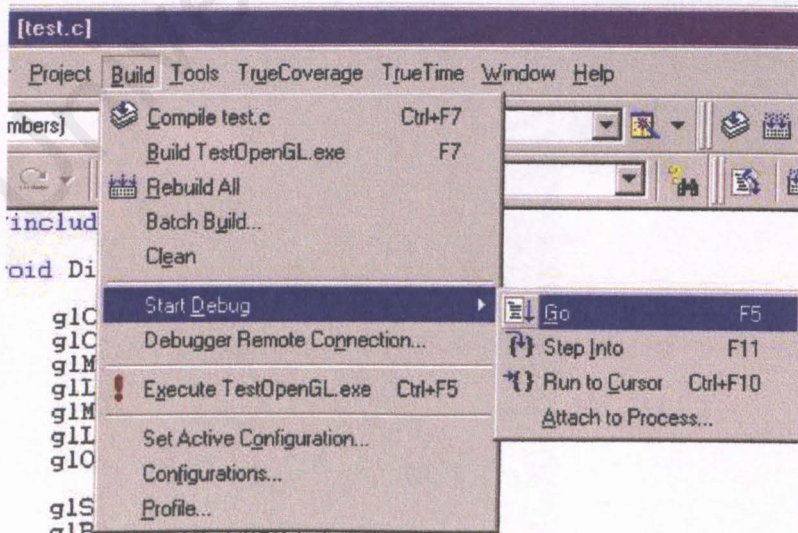 [test.c]
Project Build Tools TrueCoverage TrueTime Window Help
mbers)
Compile test.c Ctrl+F7
Build TestOpenGL.exe F7
Rebuild All
Batch Build...
Clean
Start Debug
Debugger Remote Connection...
Execute TestOpenGL.exe Ctrl+F5
Set Active Configuration...
Configurations...
Profile...
Go F5
Step Into F11
Run to Cursor Ctrl+F10
Attach to Process...
includ
oid Di
glC
glC
glM
glL
glM
glL
glO
glS